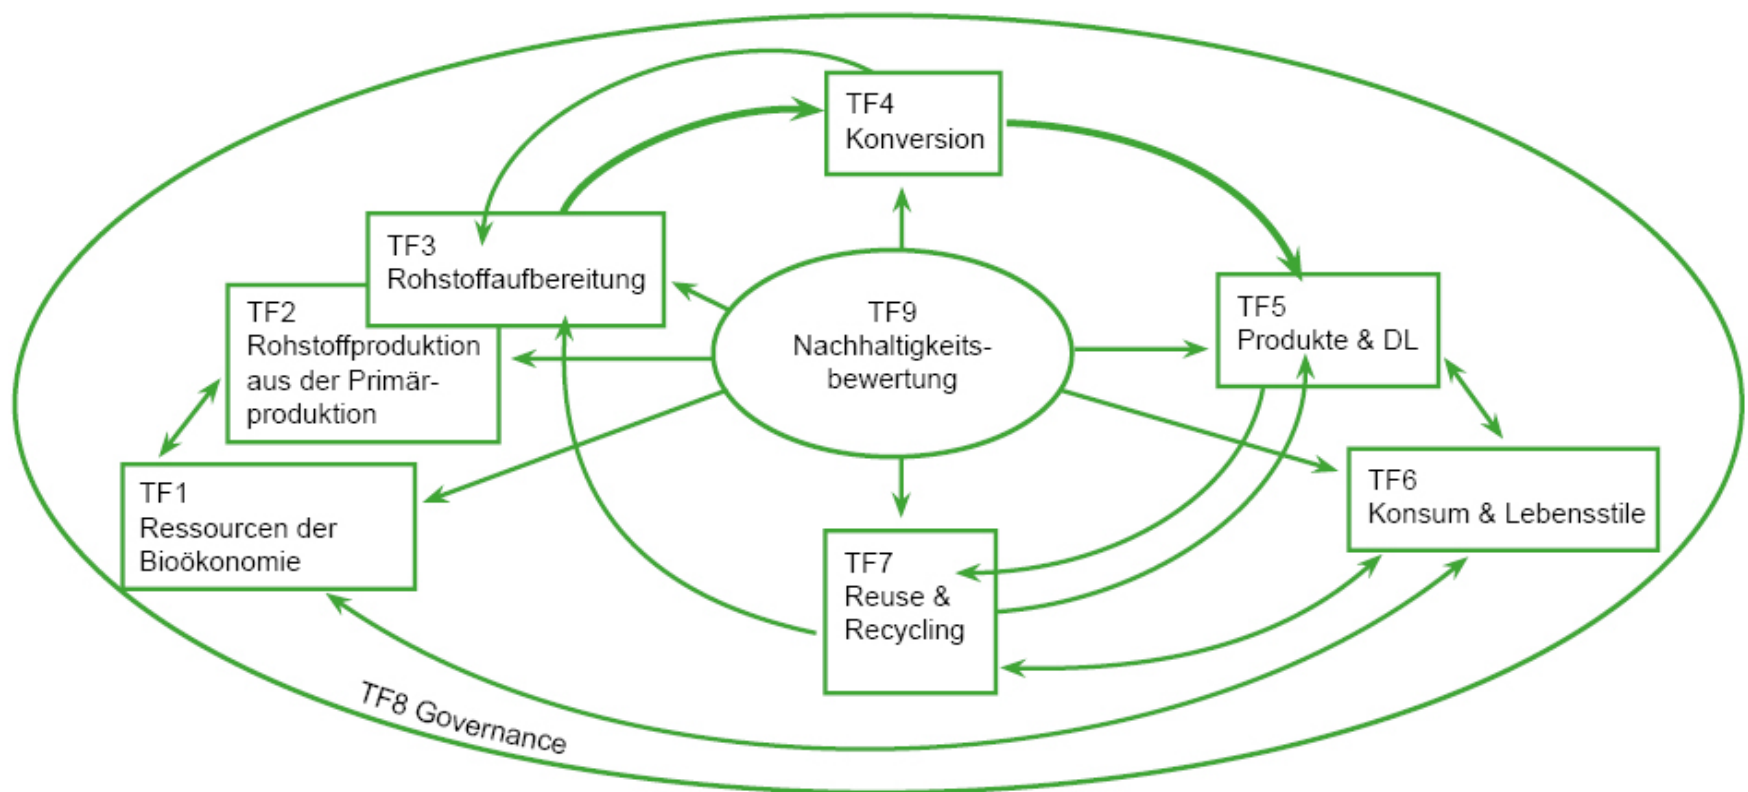 TF4
Konversion
TF3
Rohstoffaufbereitung
TF2
Rohstoffproduktion
aus der Primär-
produktion
TF1
Ressourcen der
Bioökonomie
TF9
Nachhaltigkeits-
bewertung
TF5
Produkte & DL
TF6
Konsum & Lebensstile
TF7
Reuse &
Recycling
TF8 Governance